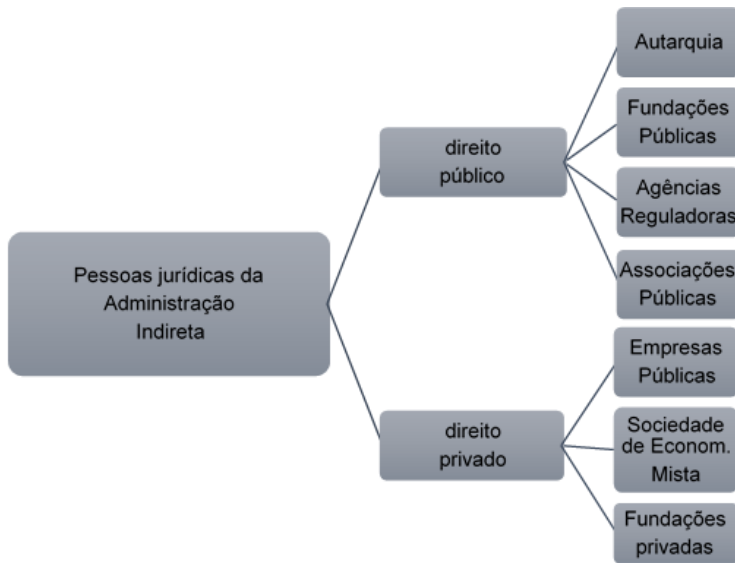 Pessoas jurídicas da
Administração
Indireta
direito
público
Autarquia
Fundações
Públicas
Agências
Reguladoras
Associações
Públicas
direito
privado
Empresas
Públicas
Sociedade
de Econom.
Mista
Fundações
privadas